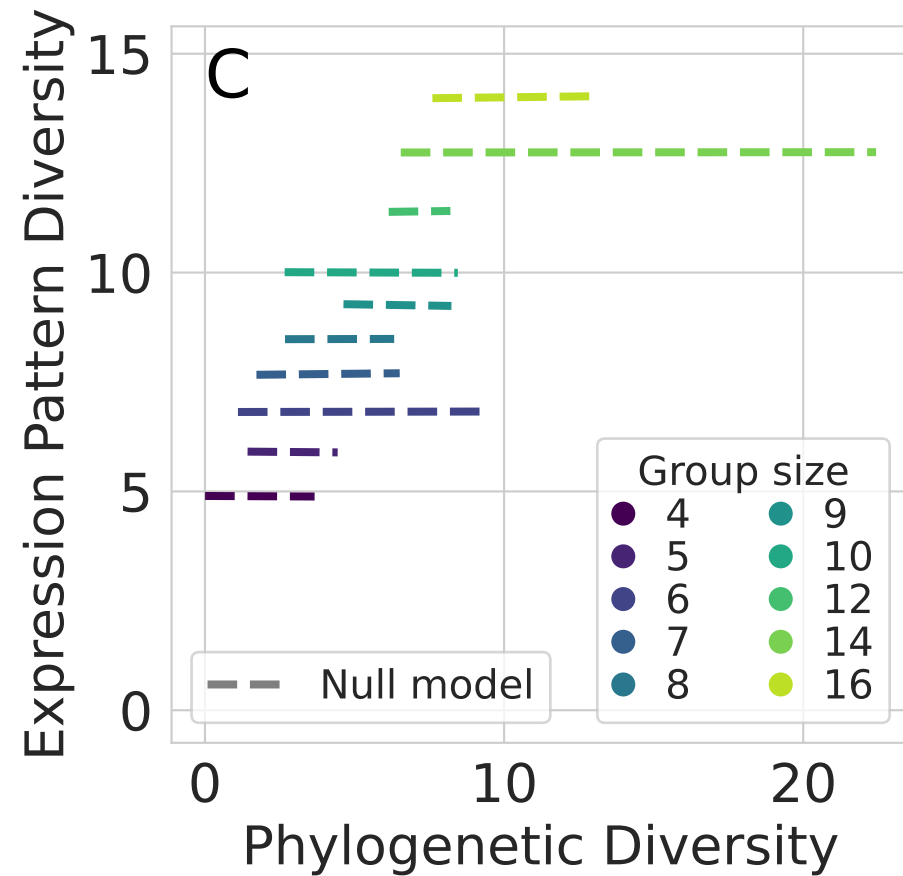 C
Expression Pattern Diversity
15
10
5
0
Group size
4 9
5 10
6 12
7 14
8 16
Null model
0 10 20
Phylogenetic Diversity